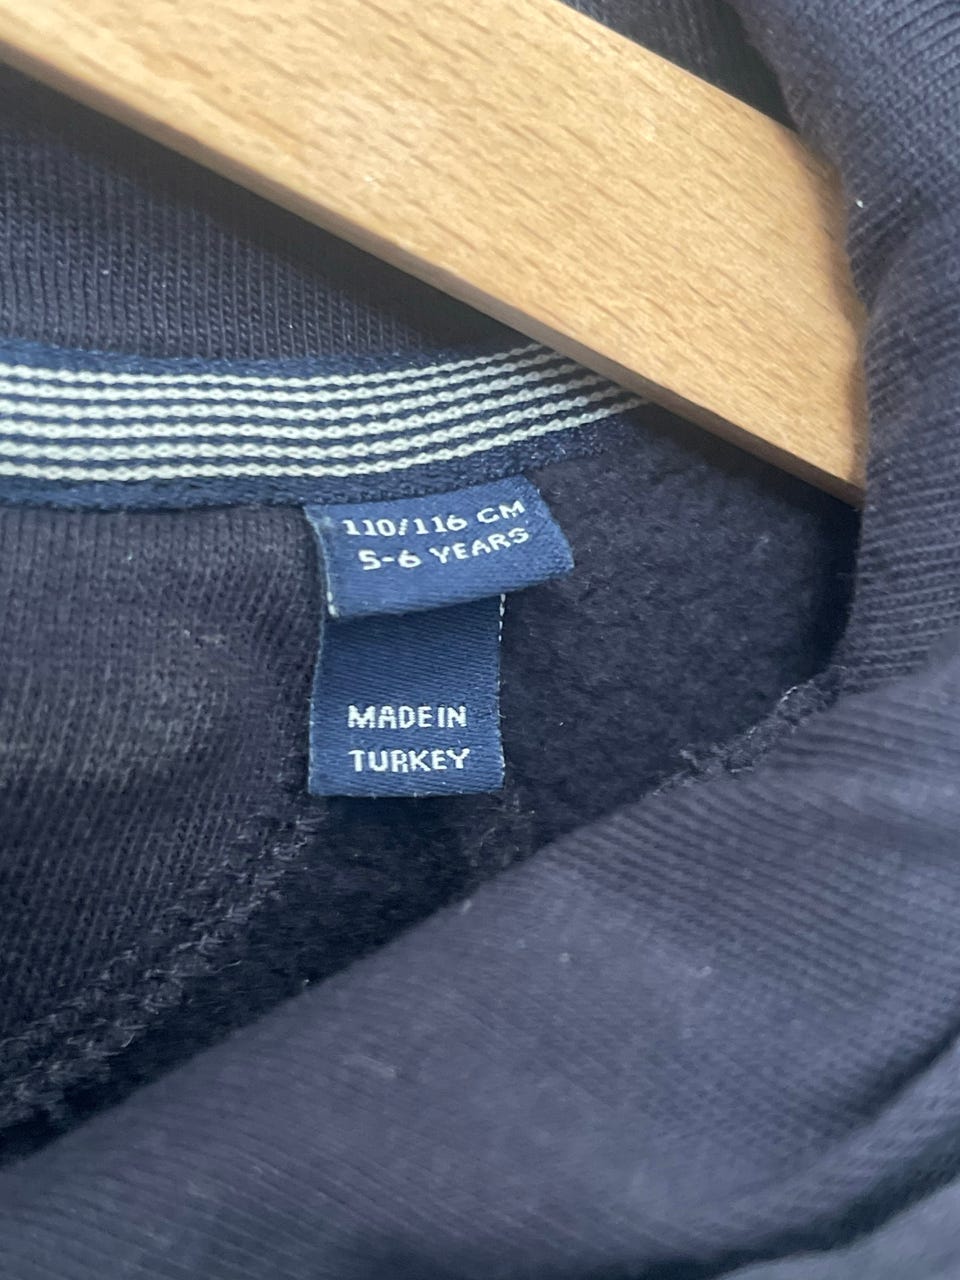 110/116 CM
5-6 YEARS
MADE IN
TURKEY